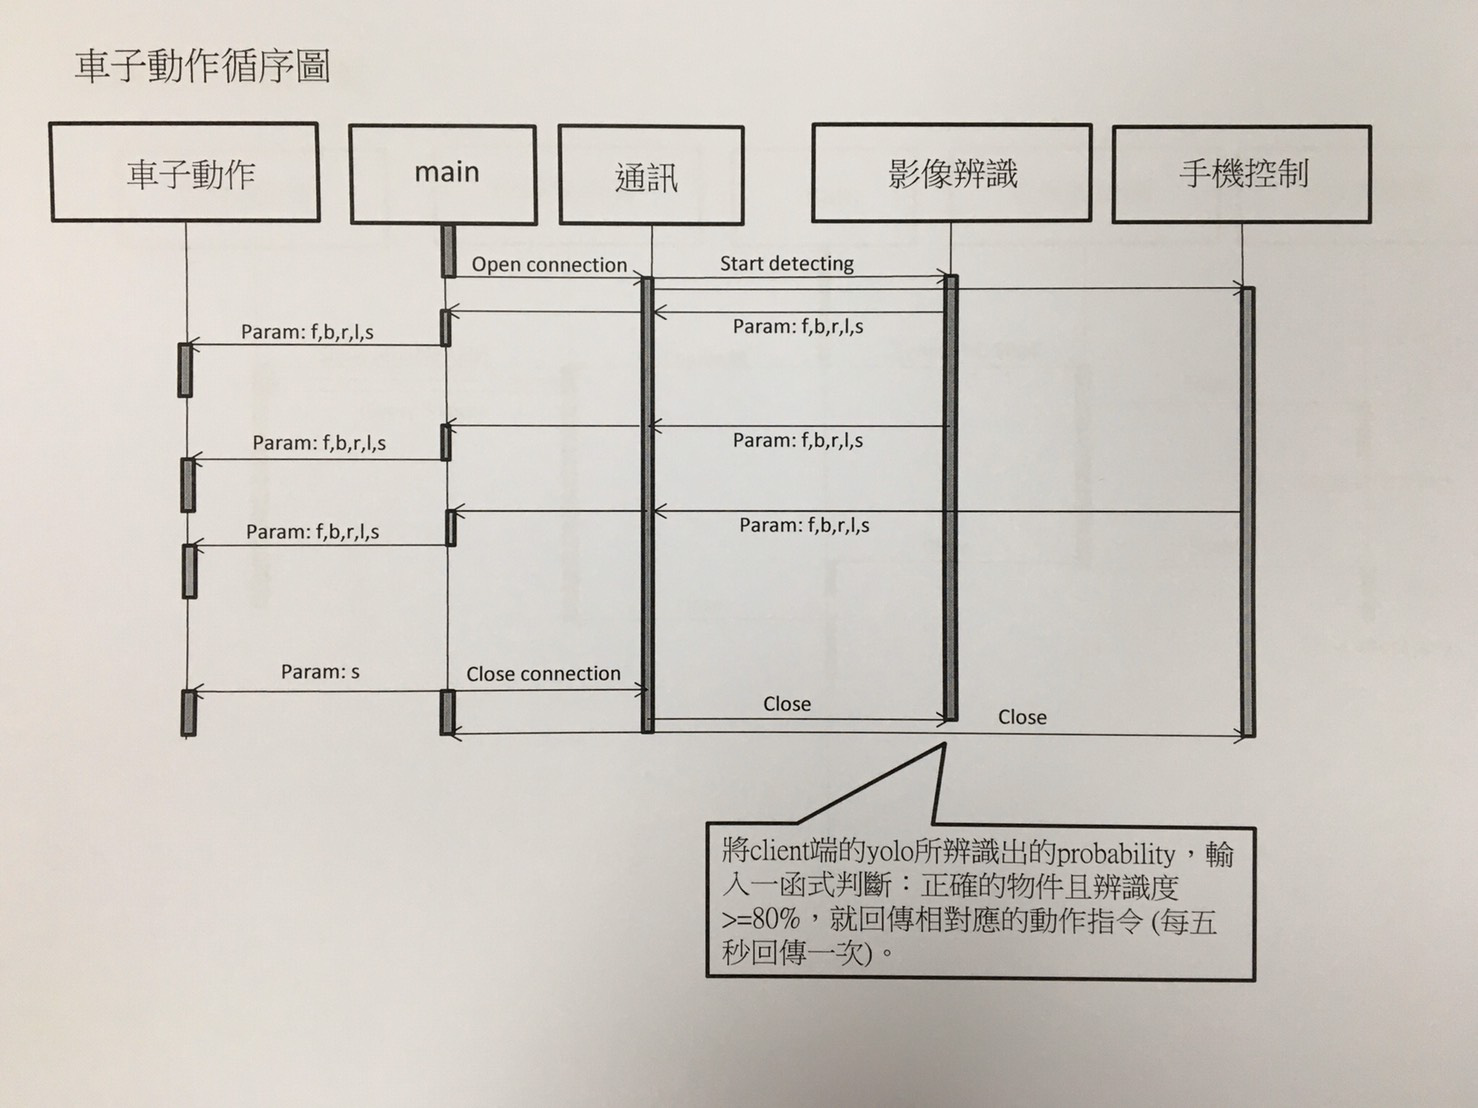 車子動作循序圖
車子動作
main
通訊
影像辨識
手機控制
Open connection
Start detecting
Param: f,b,r,l,s
Param: f,b,r,l,s
Param: f,b,r,l,s
Param: f,b,r,l,s
Param: f,b,r,l,s
Param: f,b,r,l,s
Param: s
Close connection
Close
Close
將client端的yolo所辨識出的probability，輸
入一函式判斷：正確的物件且辨識度
>=80%，就回傳相對應的動作指令 (每五
秒回傳一次)。